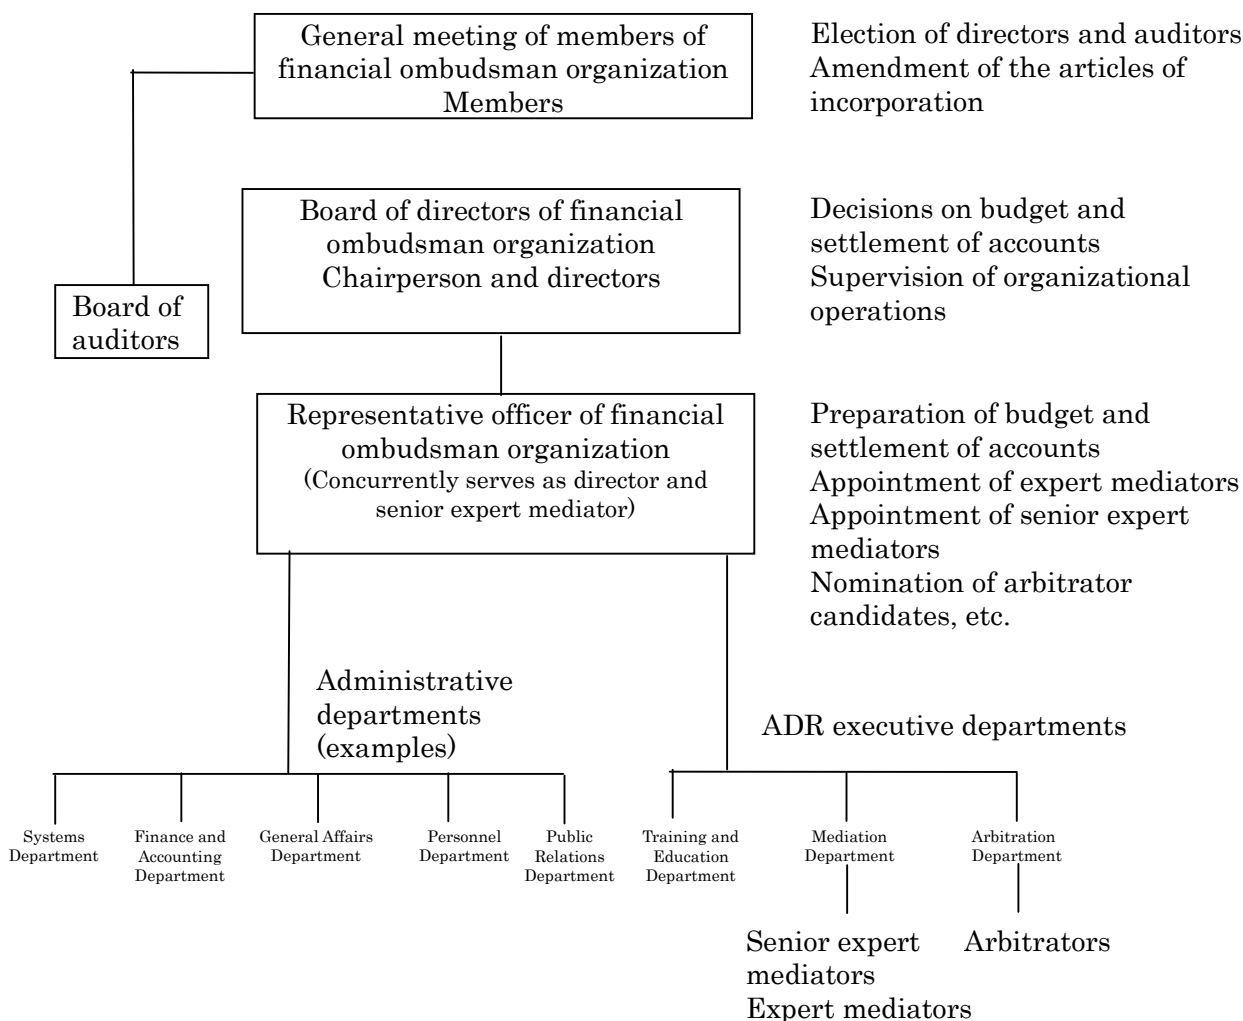 General meeting of members of
financial ombudsman organization
Members
Election of directors and auditors
Amendment of the articles of
incorporation
Board of directors of financial
ombudsman organization
Chairperson and directors
Decisions on budget and
settlement of accounts
Supervision of organizational
operations
Board of
auditors
Representative officer of financial
ombudsman organization
(Concurrently serves as director and
senior expert mediator)
Preparation of budget and
settlement of accounts
Appointment of expert mediators
Appointment of senior expert
mediators
Nomination of arbitrator
candidates, etc.
Administrative
departments
(examples)
ADR executive departments
Systems
Department
Finance and
Accounting
Department
General Affairs
Department
Personnel
Department
Public
Relations
Department
Training and
Education
Department
Mediation
Department
Arbitration
Department
Senior expert
mediators
Expert mediators
Arbitrators